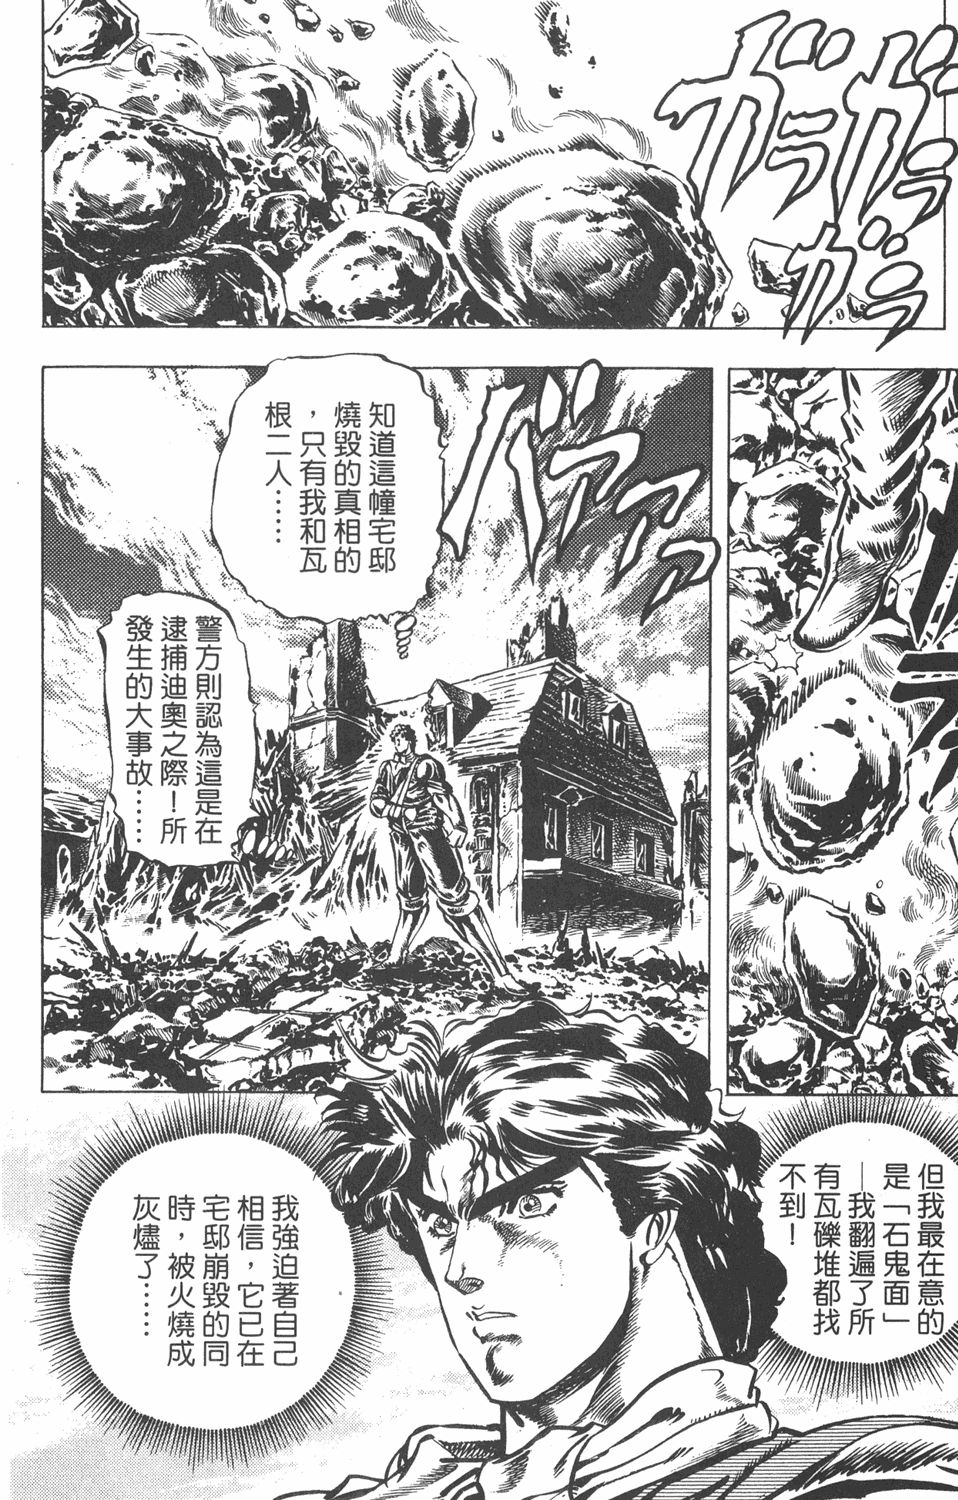 ガラガラ
ガラ
ラ
バァァァ
知道這幢宅邸
燒毀的真相的
，只有我和瓦
根二人……
警方則認為這是在
逮捕迪奧之際！所
發生的大事故……
但我最在意的
是「石鬼面」
—我翻遍了所
有瓦礫堆都找
不到！
我強迫著自己
相信，它已在
宅邸崩毀的同
時，被火燒成
灰燼了……